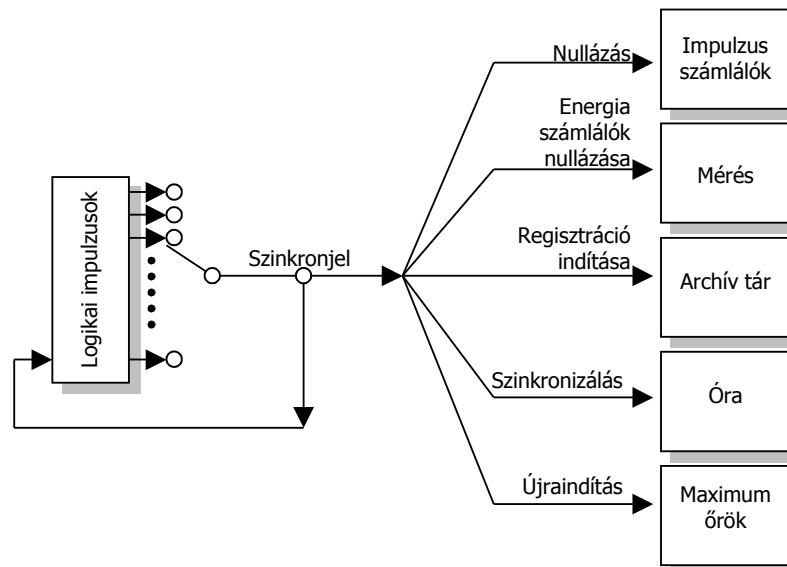 Nullázás
Impulzus
számlálók
Energia
számlálók
nullázása
Mérés
Logikai impulzusok
Szinkronjel
Regisztráció
indítása
Archív tár
Szinkronizálás
Óra
Újraindítás
Maximum
őrök